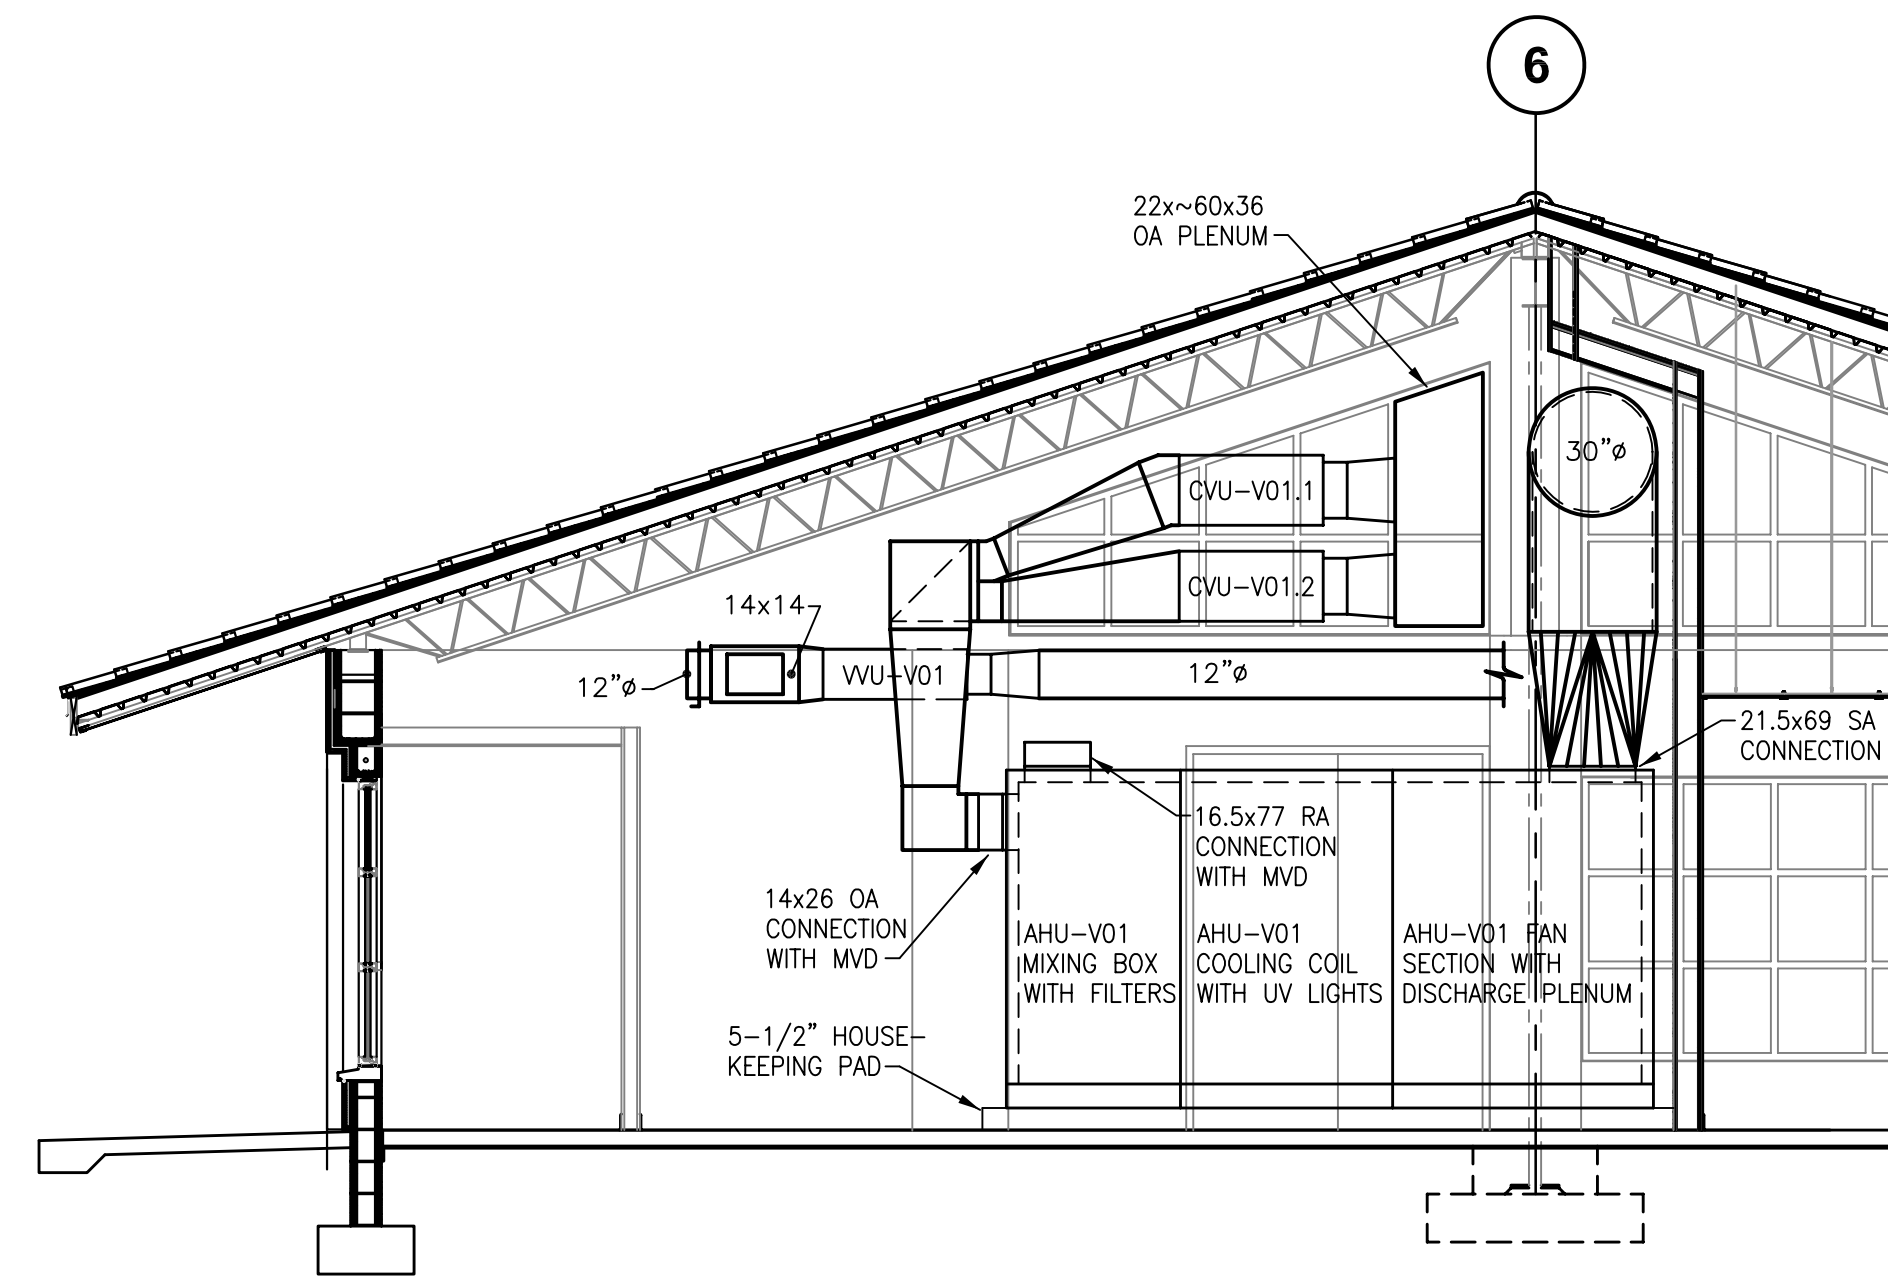 6
22x~60x36
OA PLENUM
30"ø
CVU-V01.1
CVU-V01.2
14x14
12"ø
VVU-V01
12"ø
21.5x69 SA
CONNECTION
16.5x77 RA
CONNECTION
WITH MVD
14x26 OA
CONNECTION
WITH MVD
AHU-V01
MIXING BOX
WITH FILTERS
AHU-V01
COOLING COIL
WITH UV LIGHTS
AHU-V01 FAN
SECTION WITH
DISCHARGE PLENUM
5-1/2" HOUSE-
KEEPING PAD